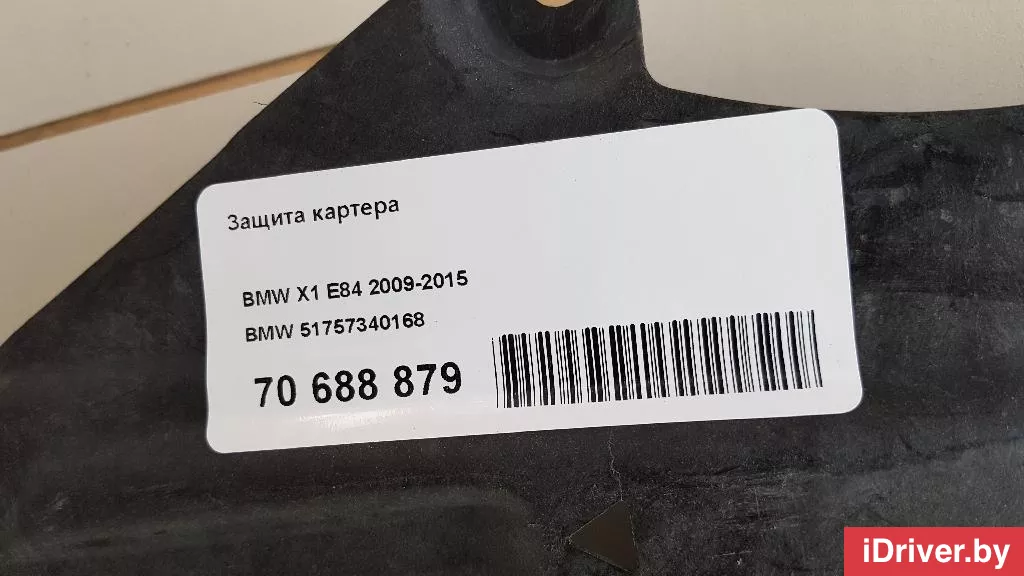 Защита картера
BMW X1 E84 2009-2015
BMW 51757340168
70 688 879
iDriver.by